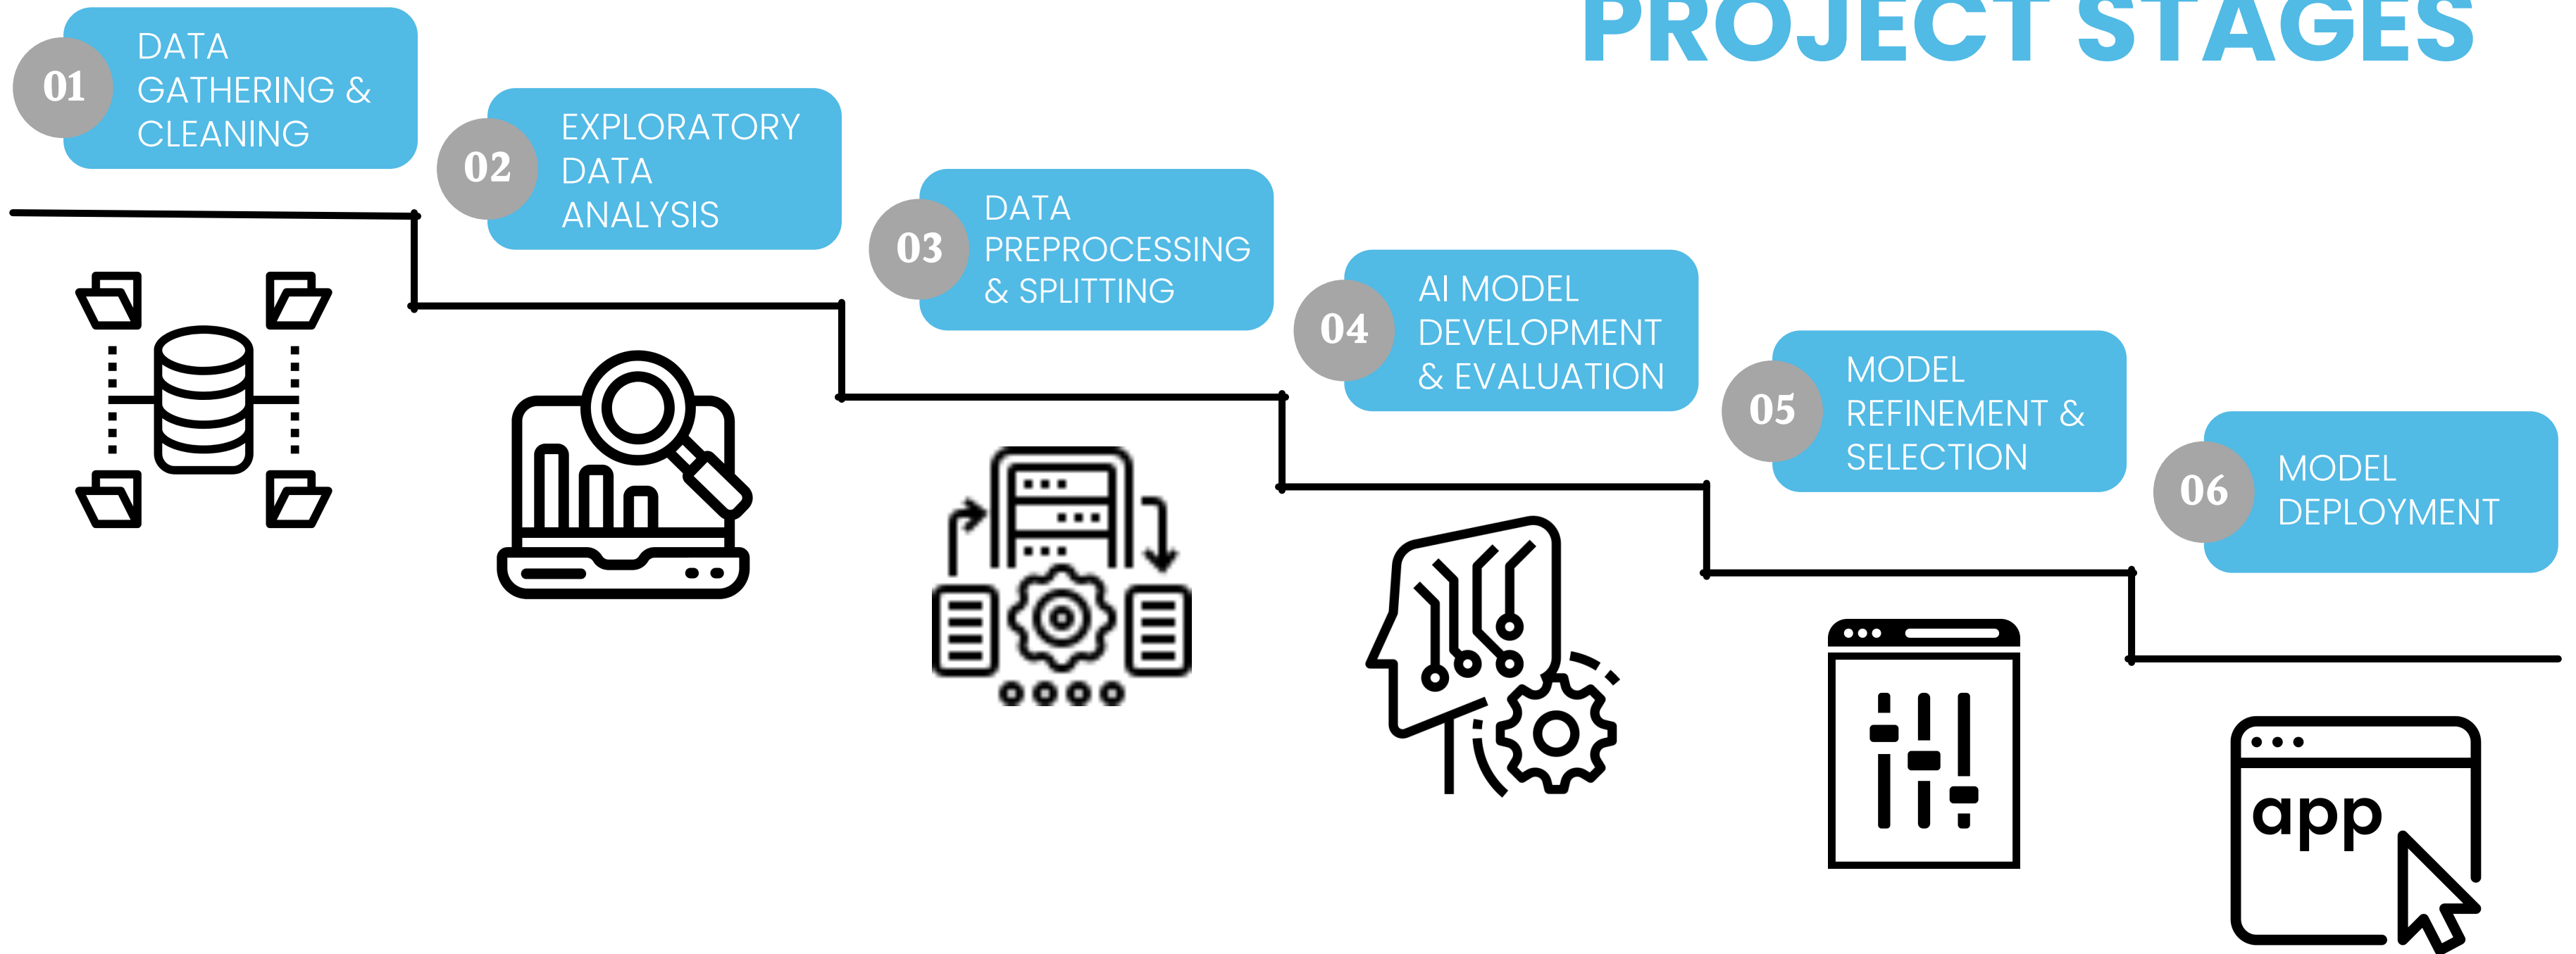 PROJECT STAGES
01
DATA
GATHERING &
CLEANING
02
EXPLORATORY
DATA
ANALYSIS
03
DATA
PREPROCESSING
& SPLITTING
04
AI MODEL
DEVELOPMENT
& EVALUATION
05
MODEL
REFINEMENT &
SELECTION
06
MODEL
DEPLOYMENT
app